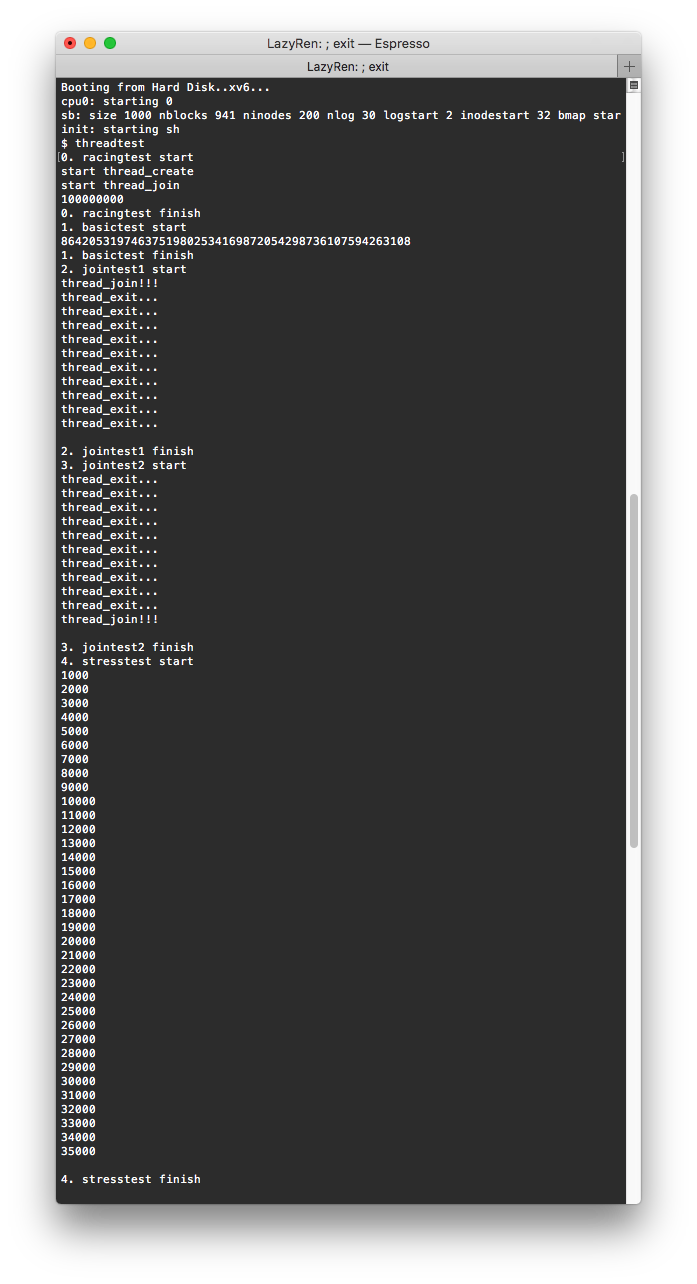 LazyRen: ; exit — Espresso
LazyRen: ; exit
Booting from Hard Disk..xv6...
cpu0: starting 0
sb: size 1000 nblocks 941 ninodes 200 nlog 30 logstart 2 inodestart 32 bmap star
init: starting sh
$ threadtest
[0. racingtest start ]
start thread_create
start thread_join
100000000
0. racingtest finish
1. basictest start
86420531974637519802534169872054298736107594263108
1. basictest finish
2. jointest1 start
thread_join!!!
thread_exit...
thread_exit...
thread_exit...
thread_exit...
thread_exit...
thread_exit...
thread_exit...
thread_exit...
thread_exit...
thread_exit...
2. jointest1 finish
3. jointest2 start
thread_exit...
thread_exit...
thread_exit...
thread_exit...
thread_exit...
thread_exit...
thread_exit...
thread_exit...
thread_exit...
thread_exit...
thread_join!!!
3. jointest2 finish
4. stresstest start
1000
2000
3000
4000
5000
6000
7000
8000
9000
10000
11000
12000
13000
14000
15000
16000
17000
18000
19000
20000
21000
22000
23000
24000
25000
26000
27000
28000
29000
30000
31000
32000
33000
34000
35000
4. stresstest finish